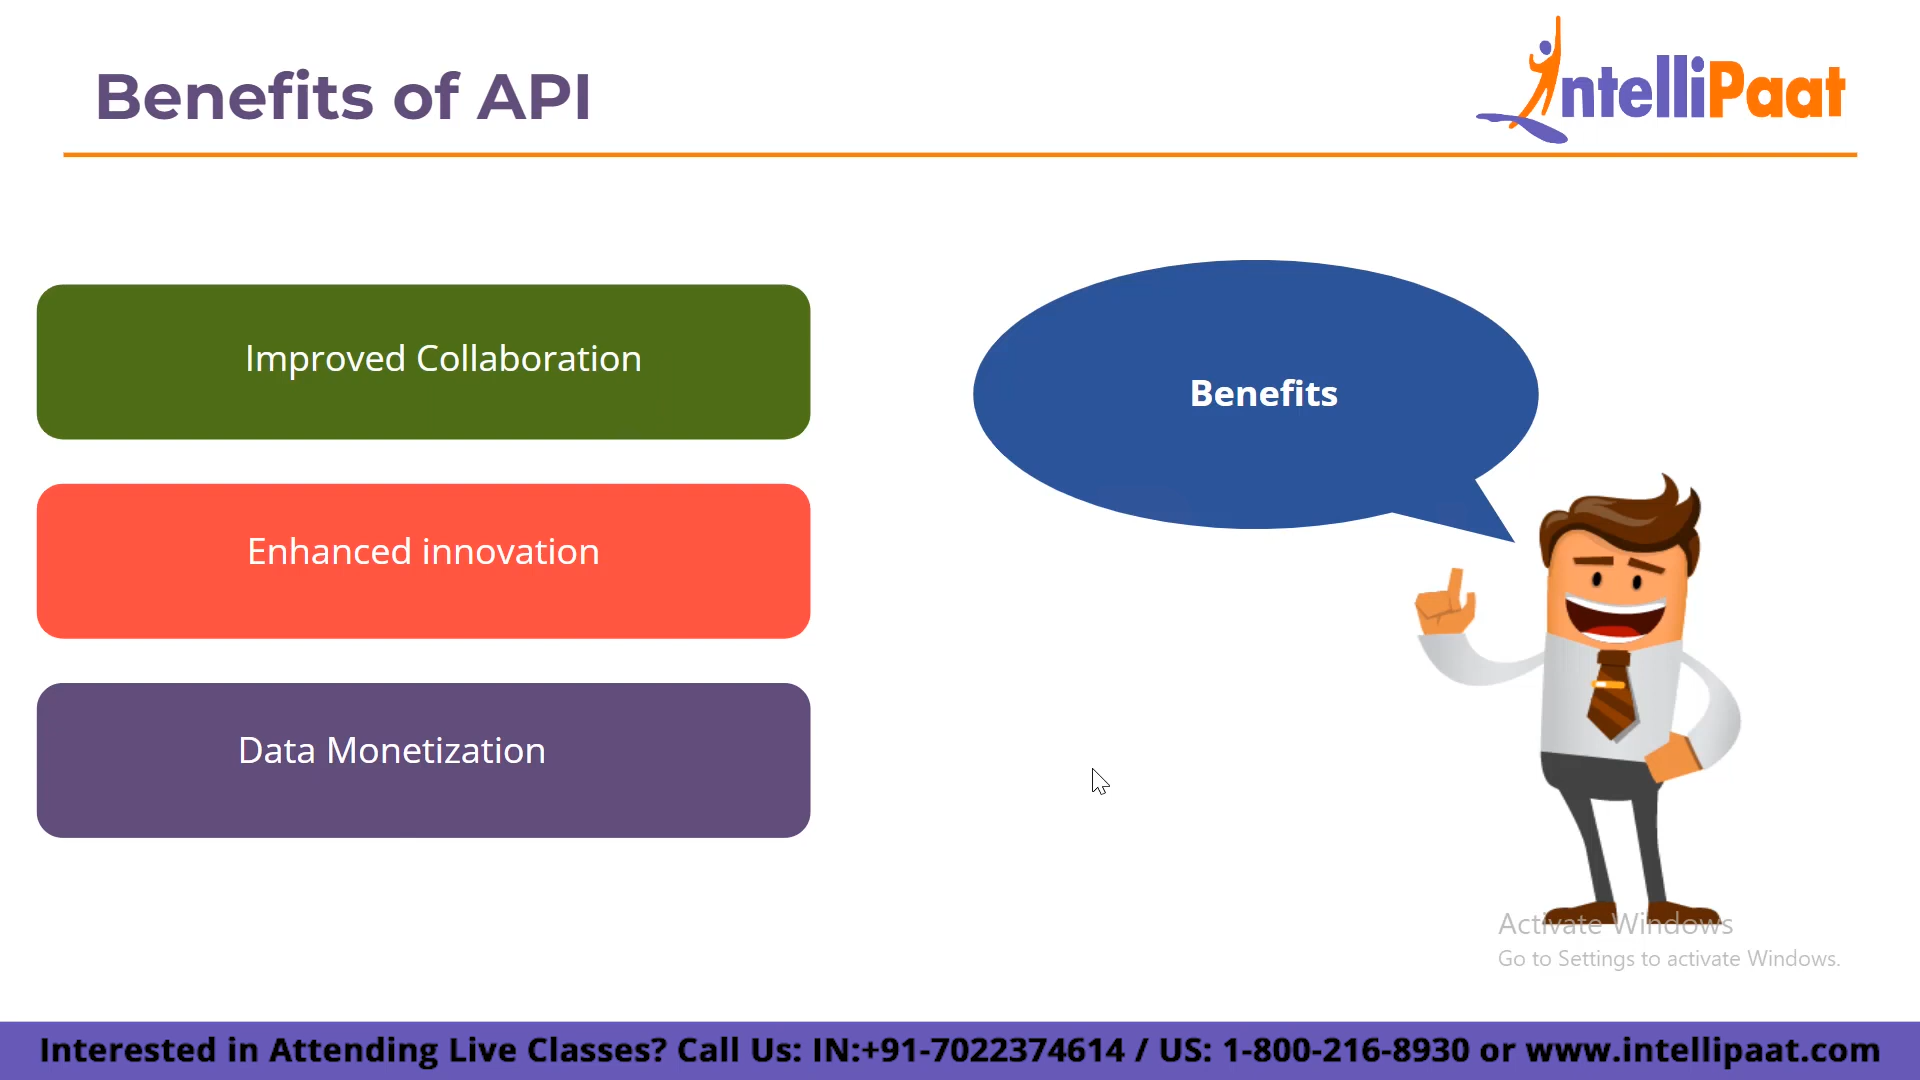 Benefits of API
IntelliPaat
Improved Collaboration
Enhanced innovation
Data Monetization
Benefits
Activate Windows
Go to Settings to activate Windows.
Interested in Attending Live Classes? Call Us: IN:+91-7022374614 / US: 1-800-216-8930 or www.intellipaat.com